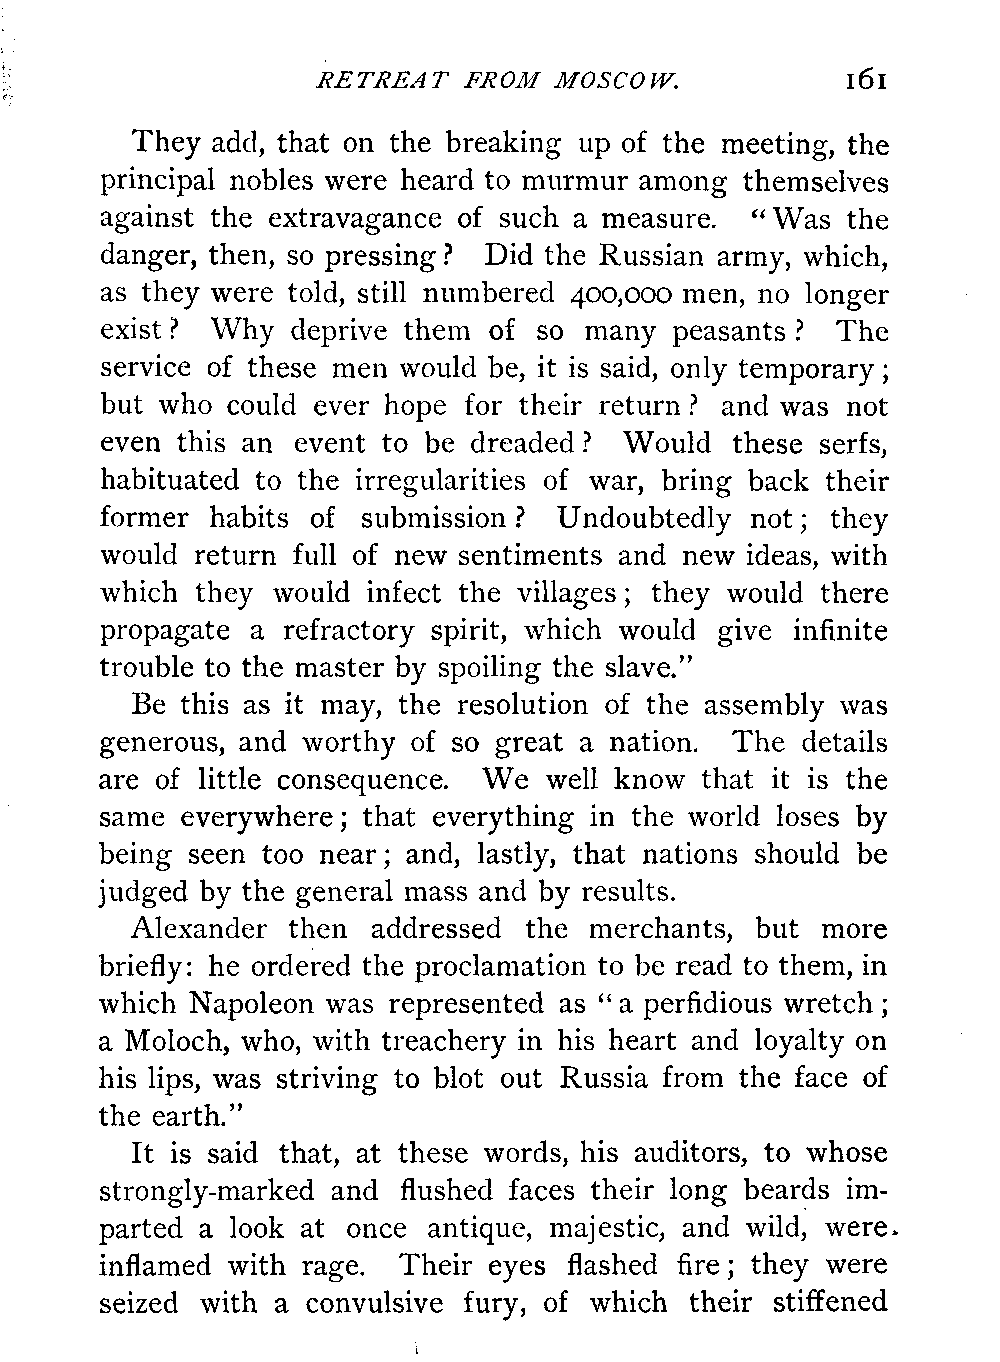 RETREAT FROM MOSCOW. 161
They add, that on the breaking up of the meeting, the
principal nobles were heard to murmur among themselves
against the extravagance of such a measure. “Was the
danger, then, so pressing? Did the Russian army, which,
as they were told, still numbered 400,000 men, no longer
exist? Why deprive them of so many peasants? The
service of these men would be, it is said, only temporary;
but who could ever hope for their return? and was not
even this an event to be dreaded? Would these serfs,
habituated to the irregularities of war, bring back their
former habits of submission? Undoubtedly not; they
would return full of new sentiments and new ideas, with
which they would infect the villages; they would there
propagate a refractory spirit, which would give infinite
trouble to the master by spoiling the slave.”
Be this as it may, the resolution of the assembly was
generous, and worthy of so great a nation. The details
are of little consequence. We well know that it is the
same everywhere; that everything in the world loses by
being seen too near; and, lastly, that nations should be
judged by the general mass and by results.
Alexander then addressed the merchants, but more
briefly: he ordered the proclamation to be read to them, in
which Napoleon was represented as “a perfidious wretch;
a Moloch, who, with treachery in his heart and loyalty on
his lips, was striving to blot out Russia from the face of
the earth.”
It is said that, at these words, his auditors, to whose
strongly-marked and flushed faces their long beards im-
parted a look at once antique, majestic, and wild, were
inflamed with rage. Their eyes flashed fire; they were
seized with a convulsive fury, of which their stiffened